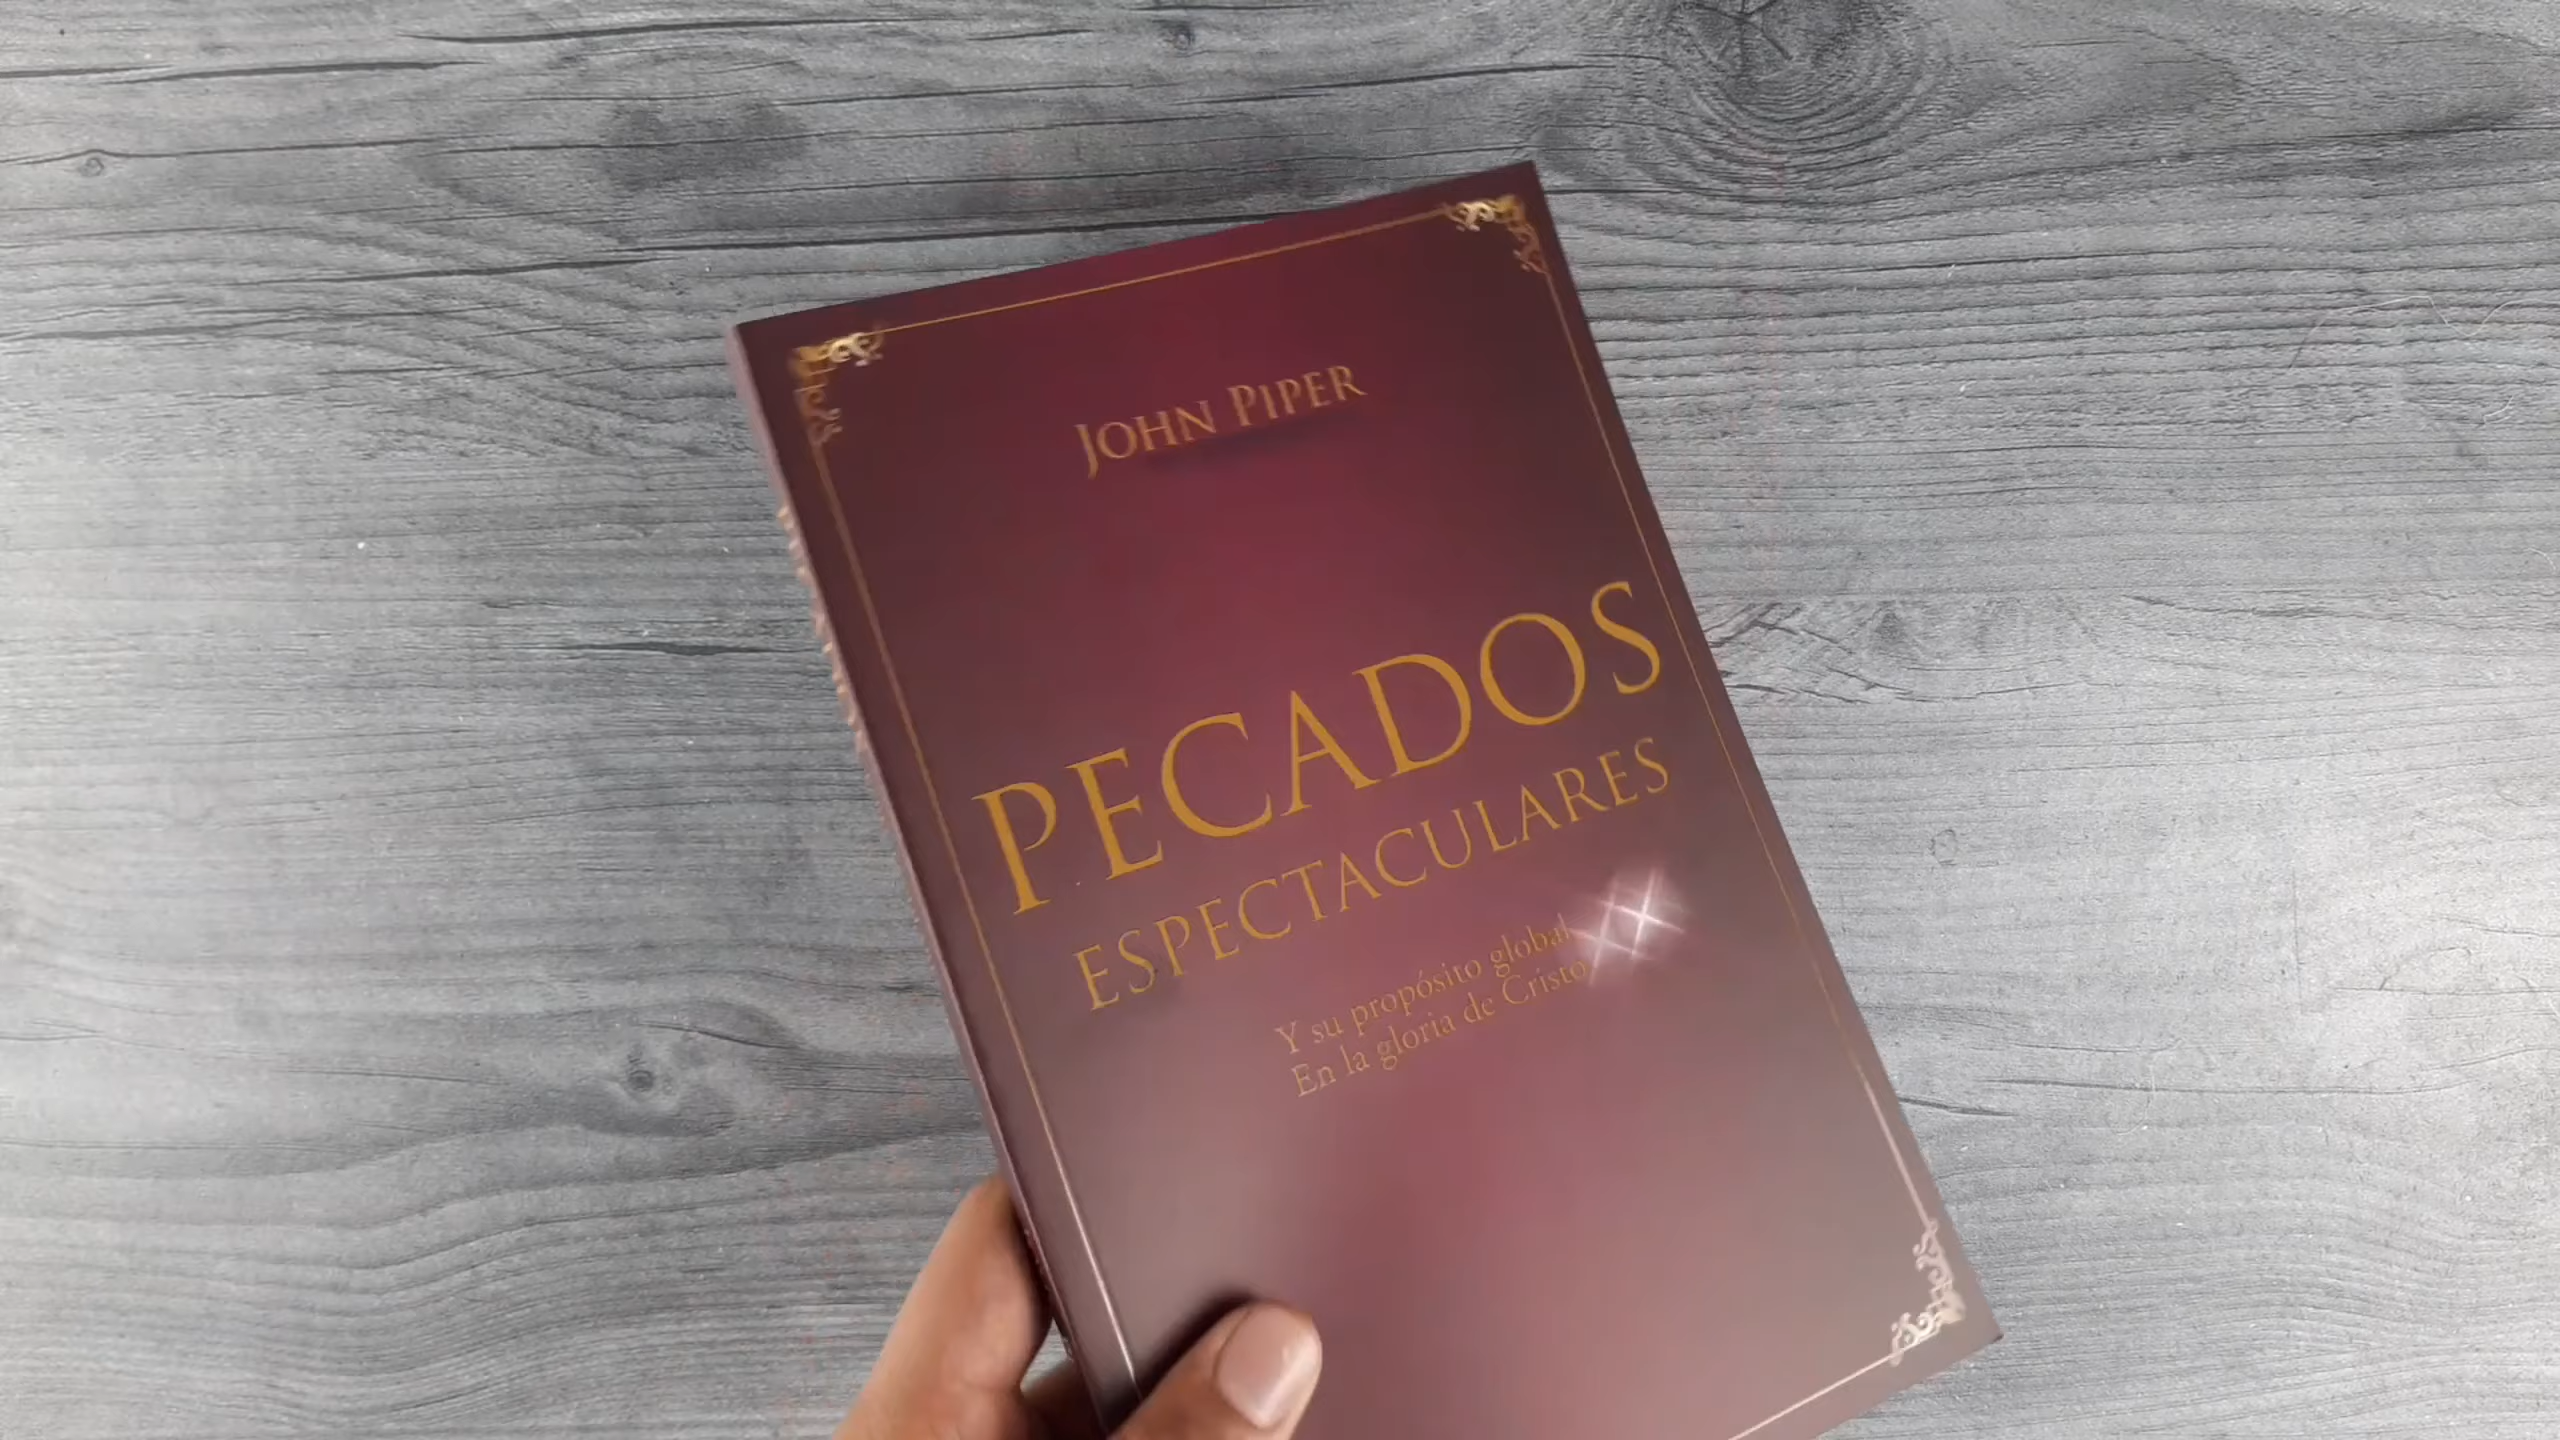 JOHN PIPER
PECADOS
ESPECTACULARES
Y su propósito global
En la gloria de Cristo